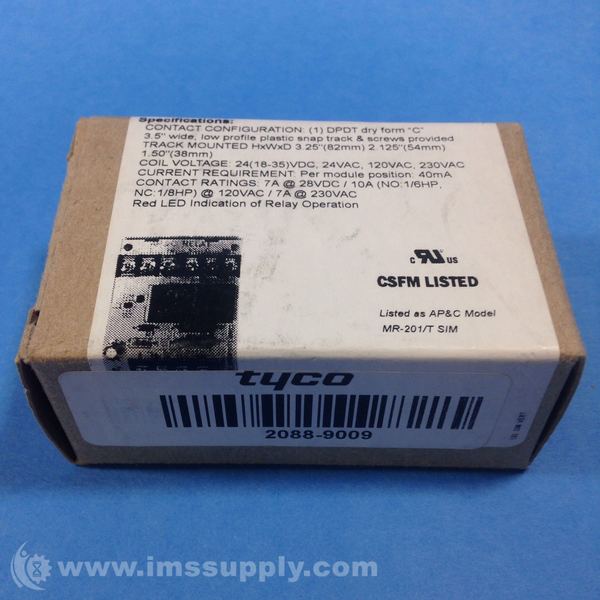 Specifications:
CONTACT CONFIGURATION: (1) DPDT dry form "C"
3.5" wide, low profile plastic snap track & screws provided
TRACK MOUNTED HxWxD 3.25"(82mm) 2.125"(54mm)
1.50"(38mm)
COIL VOLTAGE: 24(18-35)VDC, 24VAC, 120VAC, 230VAC
CURRENT REQUIREMENT: Per module position: 40mA
CONTACT RATINGS: 7A @ 28VDC / 10A (NO:1/6HP,
NC:1/8HP) @ 120VAC / 7A @ 230VAC
Red LED Indication of Relay Operation
C RU US
CSFM LISTED
Listed as AP&C Model
MR-201/T SIM
tyco
2088-9009
www.imssupply.com